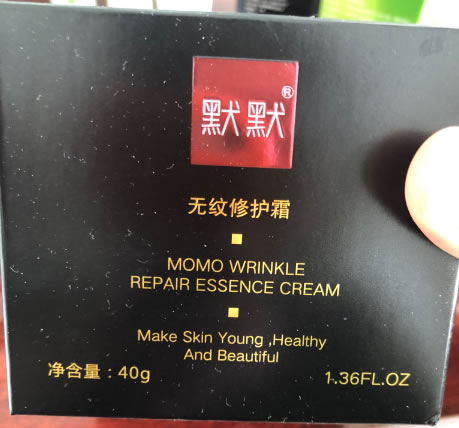 默默®
无纹修护霜
MOMO WRINKLE
REPAIR ESSENCE CREAM
Make Skin Young ,Healthy
And Beautiful
净含量：40g
1.36FL.OZ